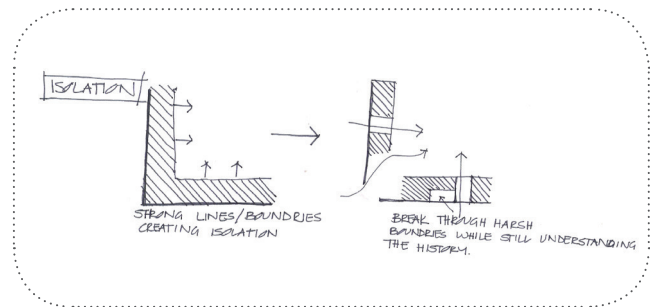 ISOLATION
STRONG LINES/BOUNDRIES
CREATING ISOLATION
BREAK THROUGH HARSH
BOUNDRIES WHILE STILL UNDERSTANDING
THE HISTORY.